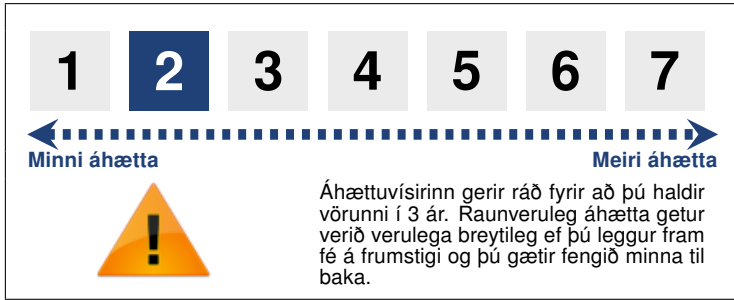 1 2 3 4 5 6 7
Minni áhætta Meiri áhætta
Áhættuvísirinn gerir ráð fyrir að þú haldir
vörunni í 3 ár. Raunveruleg áhætta getur
verið verulega breytileg ef þú leggur fram
fé á frumstigi og þú gætir fengið minna til
baka.